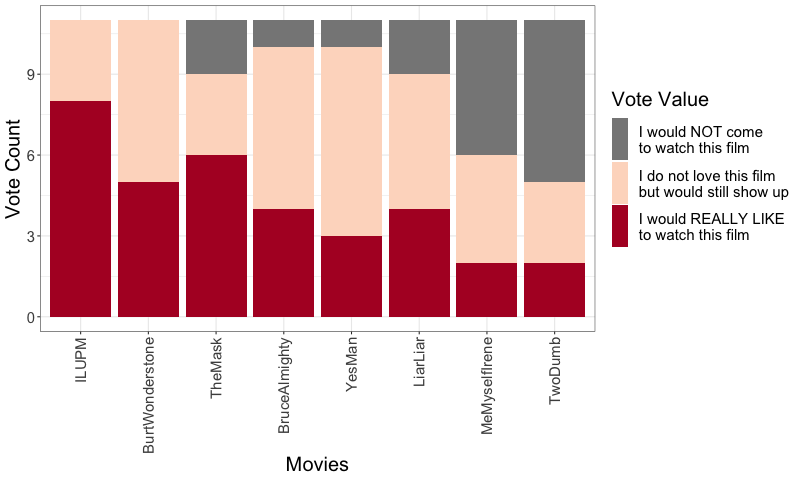 Vote Count
9
6
3
0
ILUPM
BurtWonderstone
TheMask
BruceAlmighty
YesMan
LiarLiar
MeMyselfIrene
TwoDumb
Movies
Vote Value
I would NOT come
to watch this film
I do not love this film
but would still show up
I would REALLY LIKE
to watch this film